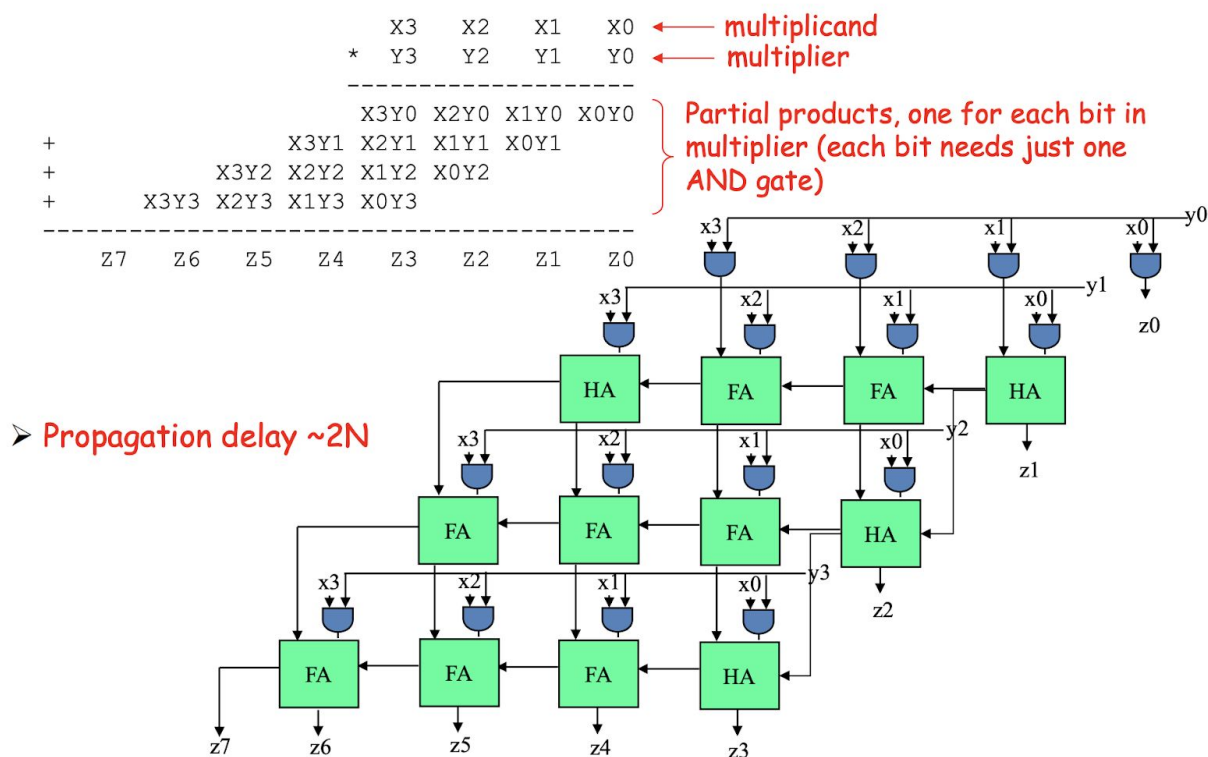 X3 X2 X1 X0 multiplicand
* Y3 Y2 Y1 Y0 multiplier
--------------------
X3Y0 X2Y0 X1Y0 X0Y0
+ X3Y1 X2Y1 X1Y1 X0Y1
+ X3Y2 X2Y2 X1Y2 X0Y2
+ X3Y3 X2Y3 X1Y3 X0Y3
-----------------------------------------
Z7 Z6 Z5 Z4 Z3 Z2 Z1 Z0
Partial products, one for each bit in
multiplier (each bit needs just one
AND gate)
y0
x3 x2 x1 x0
y1
x3 x2 x1 x0
z0
HA FA FA HA
➢ Propagation delay ~2N
y2
x3 x2 x1 x0
z1
FA FA FA HA
y3
x3 x2 x1 x0
z2
FA FA FA HA
z7 z6 z5 z4 z3